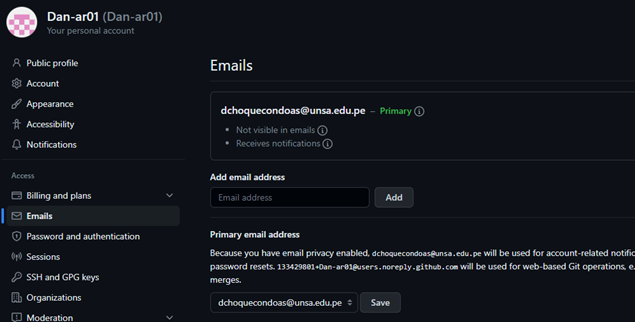 Dan-ar01 (Dan-ar01)
Your personal account
Public profile
Account
Appearance
Accessibility
Notifications
Access
Billing and plans
Emails
Password and authentication
Sessions
SSH and GPG keys
Organizations
Moderation
Emails
dchoquecondoas@unsa.edu.pe – Primary
Not visible in emails
Receives notifications
Add email address
Email address
Add
Primary email address
Because you have email privacy enabled, dchoquecondoas@unsa.edu.pe will be used for account-related notific
password resets. 133429801+Dan-ar01@users.noreply.github.com will be used for web-based Git operations, e.
merges.
dchoquecondoas@unsa.edu.pe Save